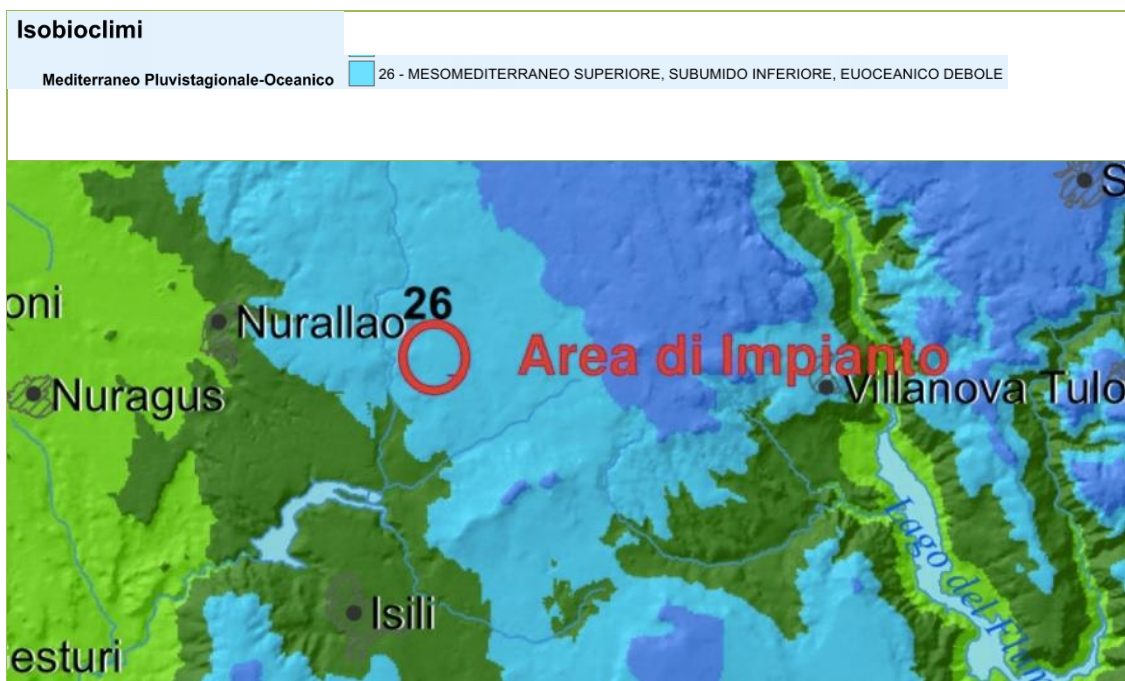 Isobioclimi
Mediterraneo Pluvistagionale-Oceanico
26 - MESOMEDITERRANEO SUPERIORE, SUBUMIDO INFERIORE, EUOCEANICO DEBOLE
S
oni
26
Nurallao
Area di Impianto
Nuragus
Villanova Tulo
Lago del Flum
Isili
esturi